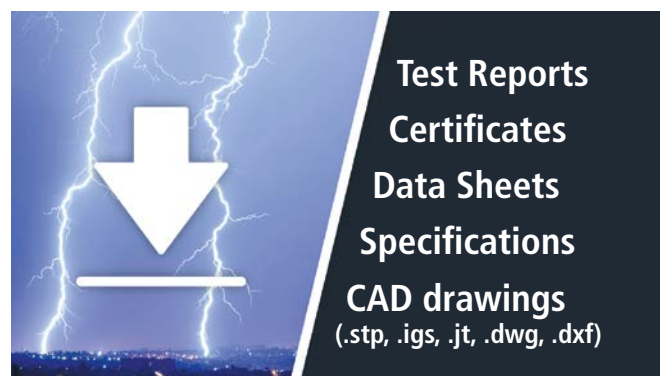 Test Reports
Certificates
Data Sheets
Specifications
CAD drawings
(.stp, .igs, .jt, .dwg, .dxf)